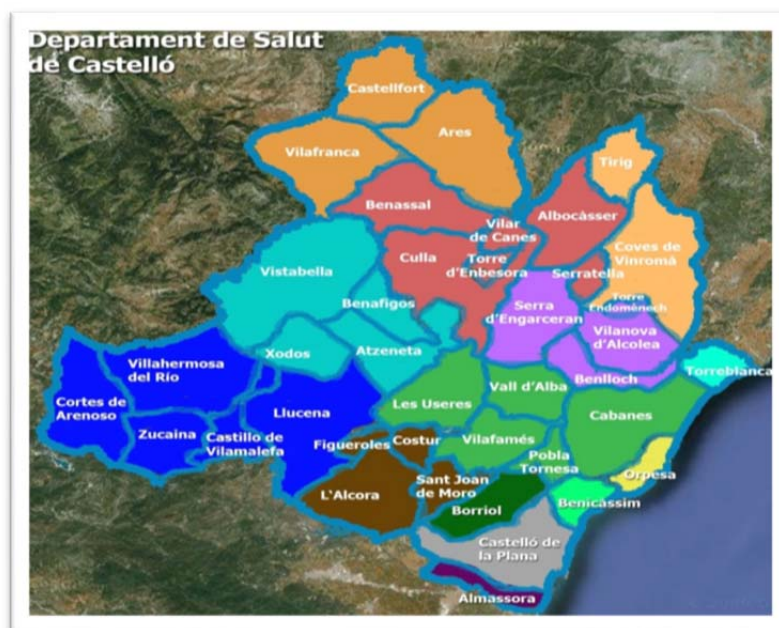 Departament de Salut
de Castelló
Castellfort
Ares
Vilafranca
Tirig
Benassal
Albocàsser
Vilar
de Canes
Coves de
Vinromà
Culla
Torre
d'Enbesora
Serratella
Vistabella
Benafigos
Serra
d'Engarceran
Torre
Endoménech
Vilanova
d'Alcolea
Xodos
Atzeneta
Villahermosa
del Río
Benlloch
Torreblanca
Cortes de
Arenoso
Llucena
Les Useres
Vall d'Alba
Cabanes
Zucaina
Castillo de
Vilamalefa
Figueroles
Costur
Vilafamés
Pobla
Tornesa
Orpesa
L'Alcora
Sant Joan
de Moro
Borriol
Benicàssim
Castelló de
la Plana
Almassora